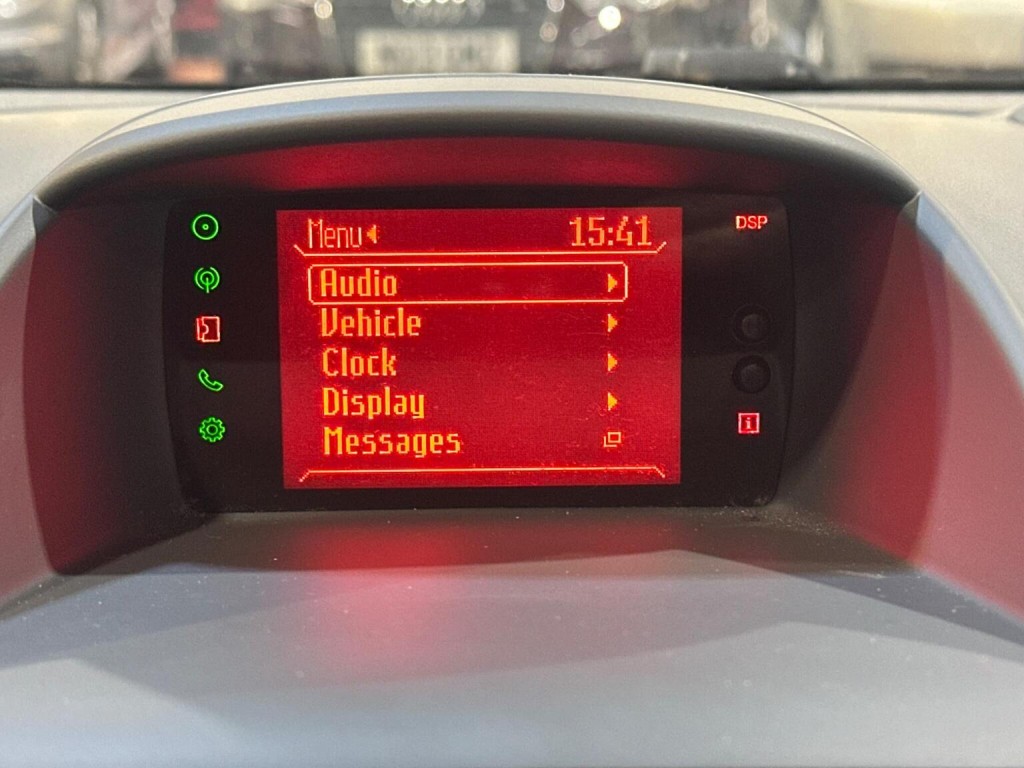 Menu 15:41
DSP
Audio
Vehicle
Clock
Display
Messages
i